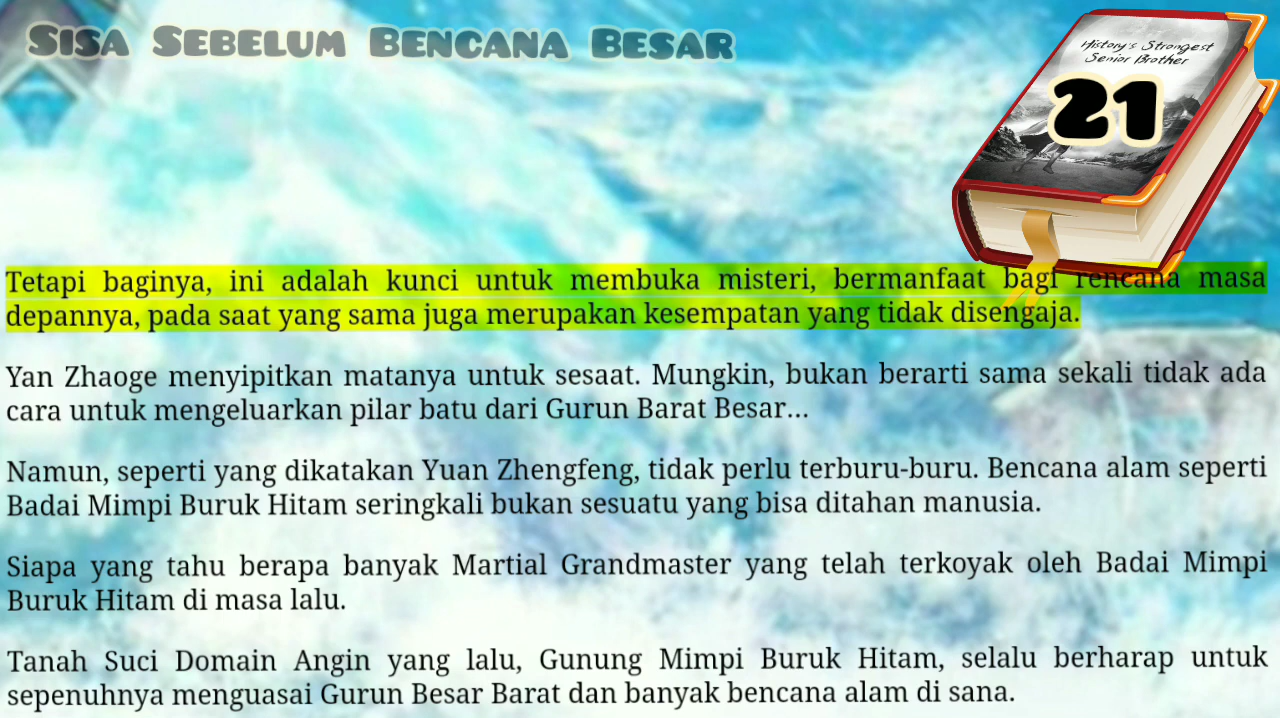 Sisa Sebelum Bencana Besar
History's Strongest
Senior Brother
21
Tetapi baginya, ini adalah kunci untuk membuka misteri, bermanfaat bagi rencana masa
depannya, pada saat yang sama juga merupakan kesempatan yang tidak disengaja.
Yan Zhaoge menyipitkan matanya untuk sesaat. Mungkin, bukan berarti sama sekali tidak ada
cara untuk mengeluarkan pilar batu dari Gurun Barat Besar...
Namun, seperti yang dikatakan Yuan Zhengfeng, tidak perlu terburu-buru. Bencana alam seperti
Badai Mimpi Buruk Hitam seringkali bukan sesuatu yang bisa ditahan manusia.
Siapa yang tahu berapa banyak Martial Grandmaster yang telah terkoyak oleh Badai Mimpi
Buruk Hitam di masa lalu.
Tanah Suci Domain Angin yang lalu, Gunung Mimpi Buruk Hitam, selalu berharap untuk
sepenuhnya menguasai Gurun Besar Barat dan banyak bencana alam di sana.